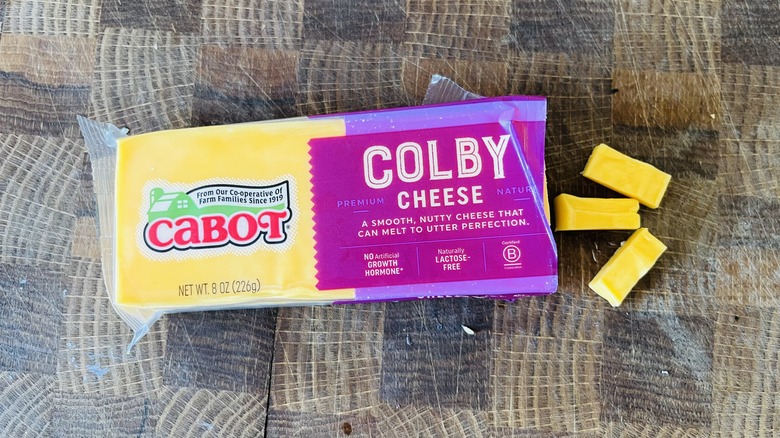 From Our Co-operative Of
Farm Families Since 1919
CABOT®
NET WT. 8 OZ (226g)
COLBY
PREMIUM CHEESE NATUR
A SMOOTH, NUTTY CHEESE THAT
CAN MELT TO UTTER PERFECTION.
NO Artificial
GROWTH
HORMONE*
Naturally
LACTOSE-
FREE
Certified
B